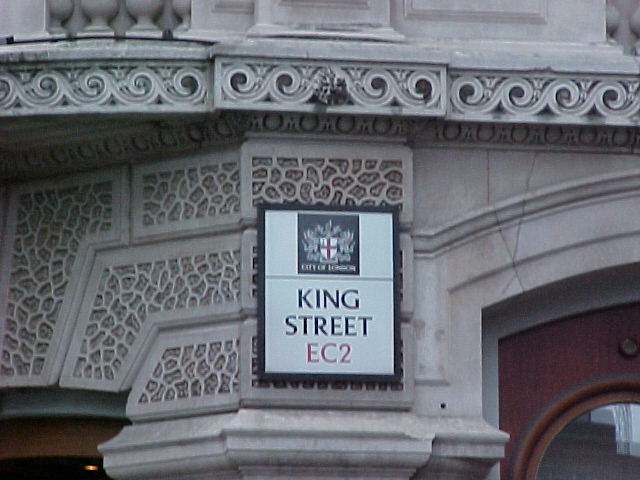 CITY OF LONDON
KING
STREET
EC2